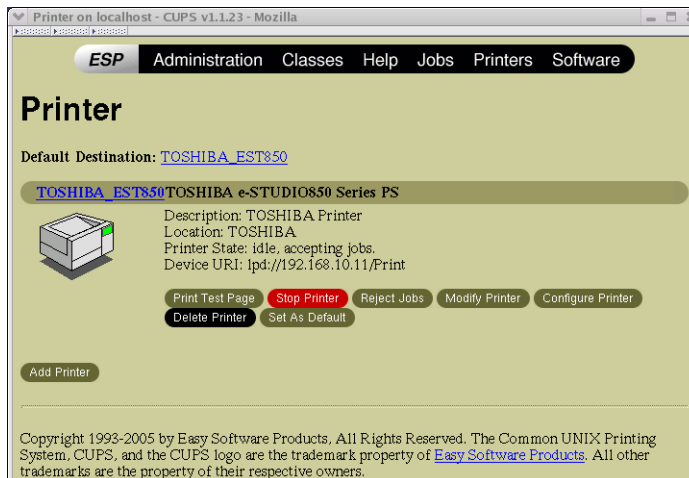 Printer on localhost - CUPS v1.1.23 - Mozilla
ESP Administration Classes Help Jobs Printers Software
Printer
Default Destination: TOSHIBA_EST850
TOSHIBA_EST850TOSHIBA e-STUDIO850 Series PS
Description: TOSHIBA Printer
Location: TOSHIBA
Printer State: idle, accepting jobs.
Device URI: lpd://192.168.10.11/Print
Print Test Page Stop Printer Reject Jobs Modify Printer Configure Printer
Delete Printer Set As Default
Add Printer
Copyright 1993-2005 by Easy Software Products, All Rights Reserved. The Common UNIX Printing
System, CUPS, and the CUPS logo are the trademark property of Easy Software Products. All other
trademarks are the property of their respective owners.